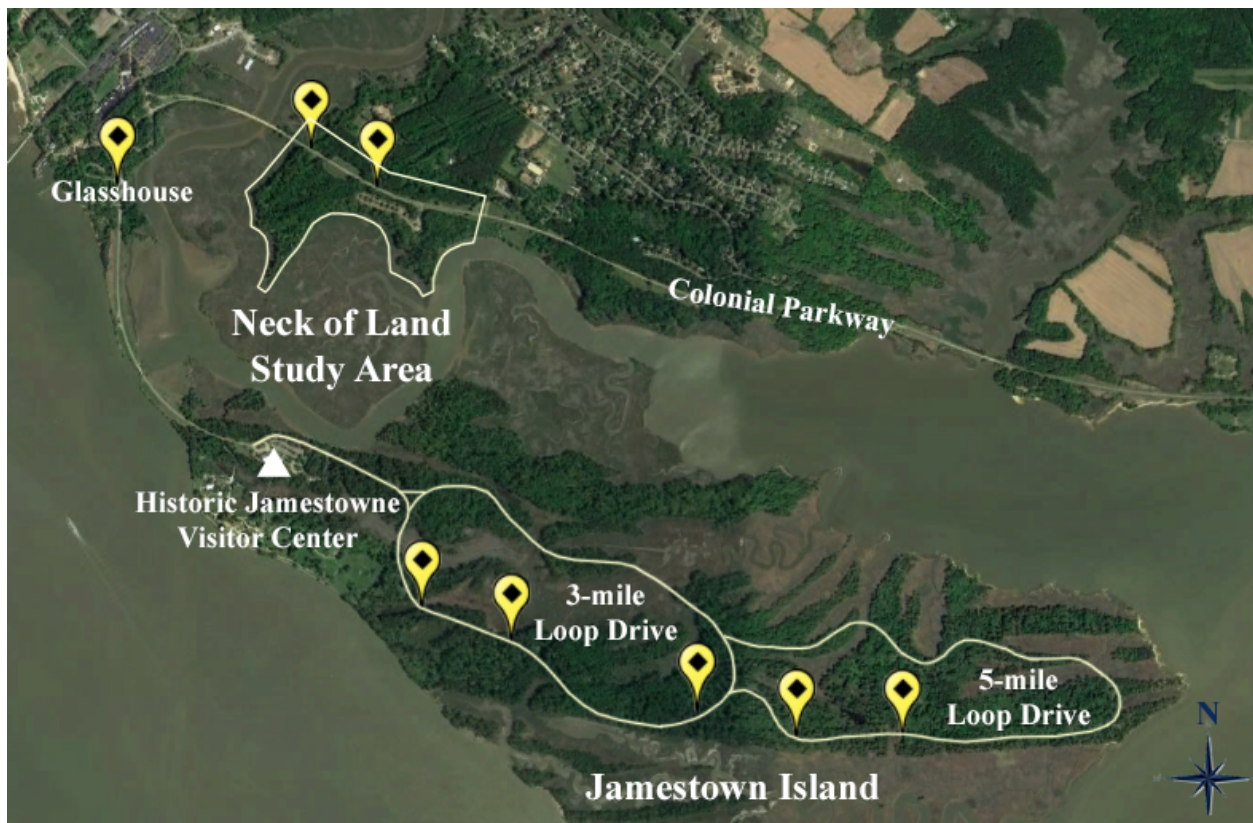 Glasshouse
Neck of Land
Study Area
Colonial Parkway
Historic Jamestowne
Visitor Center
3-mile
Loop Drive
5-mile
Loop Drive
N
Jamestown Island